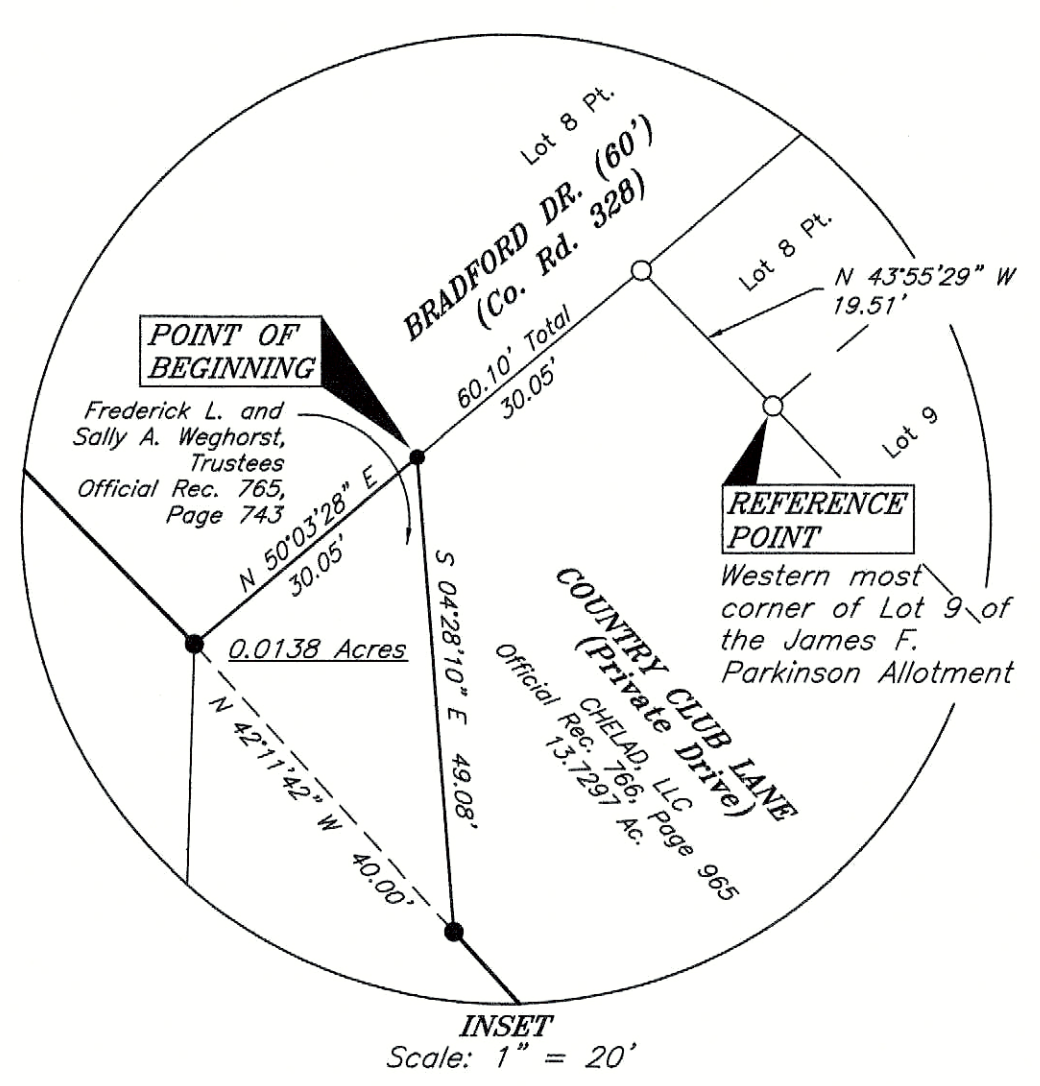 Lot 8 Pt.
BRADFORD DR. (60')
(Co. Rd. 328)
Lot 8 Pt.
N 43°55'29" W
19.51'
POINT OF
BEGINNING
60.10' Total
30.05'
Frederick L. and
Sally A. Weghorst,
Trustees
Official Rec. 765,
Page 743
Lot 9
N 50°03'28" E
30.05'
REFERENCE
POINT
Western most
corner of Lot 9 of
the James F.
Parkinson Allotment
S 04°28'10" E 49.08'
0.0138 Acres
N 42°11'42" W 40.00'
COUNTRY CLUB LANE
(Private Drive)
CHELAD, LLC
Official Rec. 766, Page 965
13.7297 Ac.
INSET
Scale: 1" = 20'